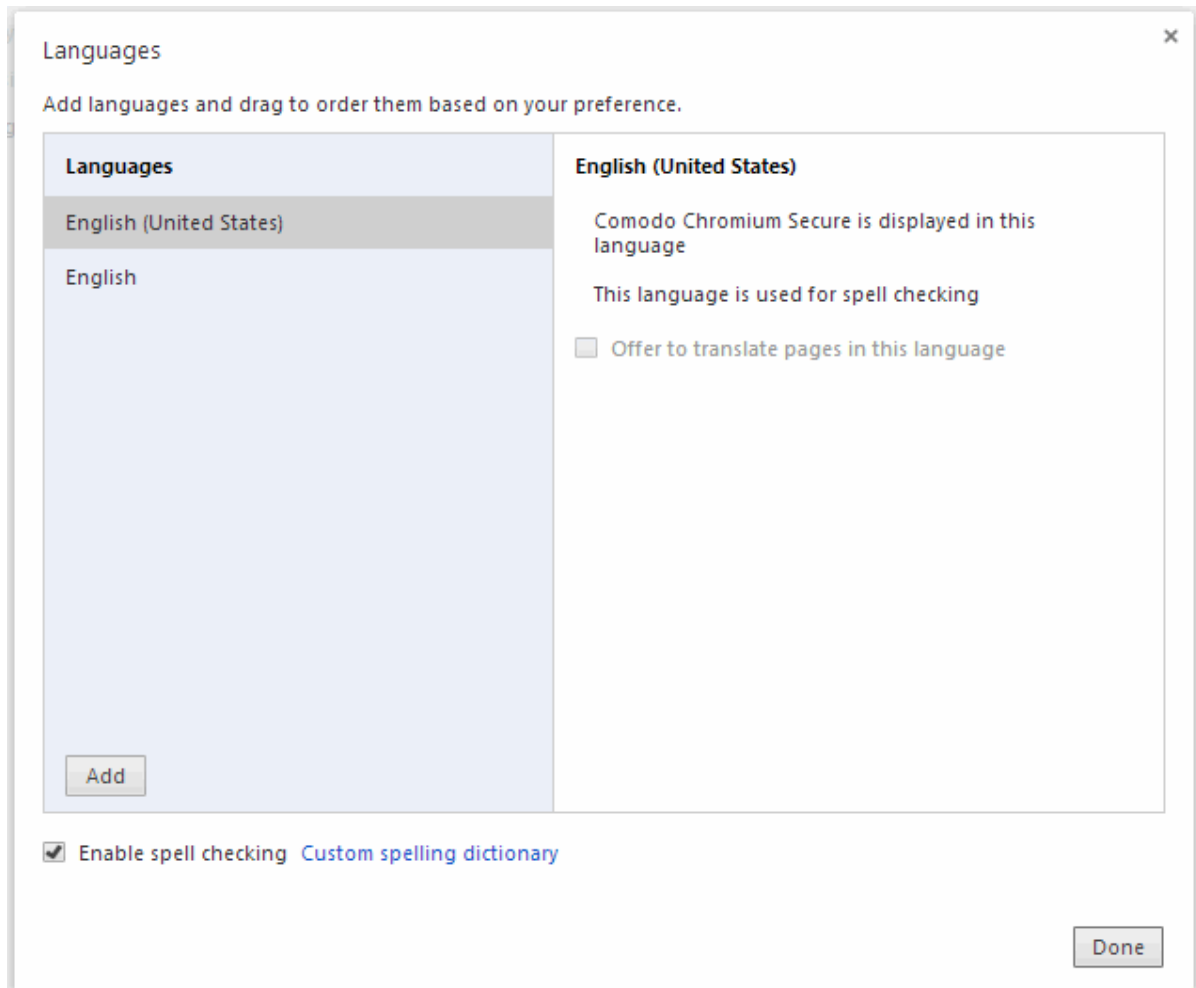 Languages
Add languages and drag to order them based on your preference.
Languages
English (United States)
English
Add
English (United States)
Comodo Chromium Secure is displayed in this
language
This language is used for spell checking
Offer to translate pages in this language
Enable spell checking Custom spelling dictionary
Done